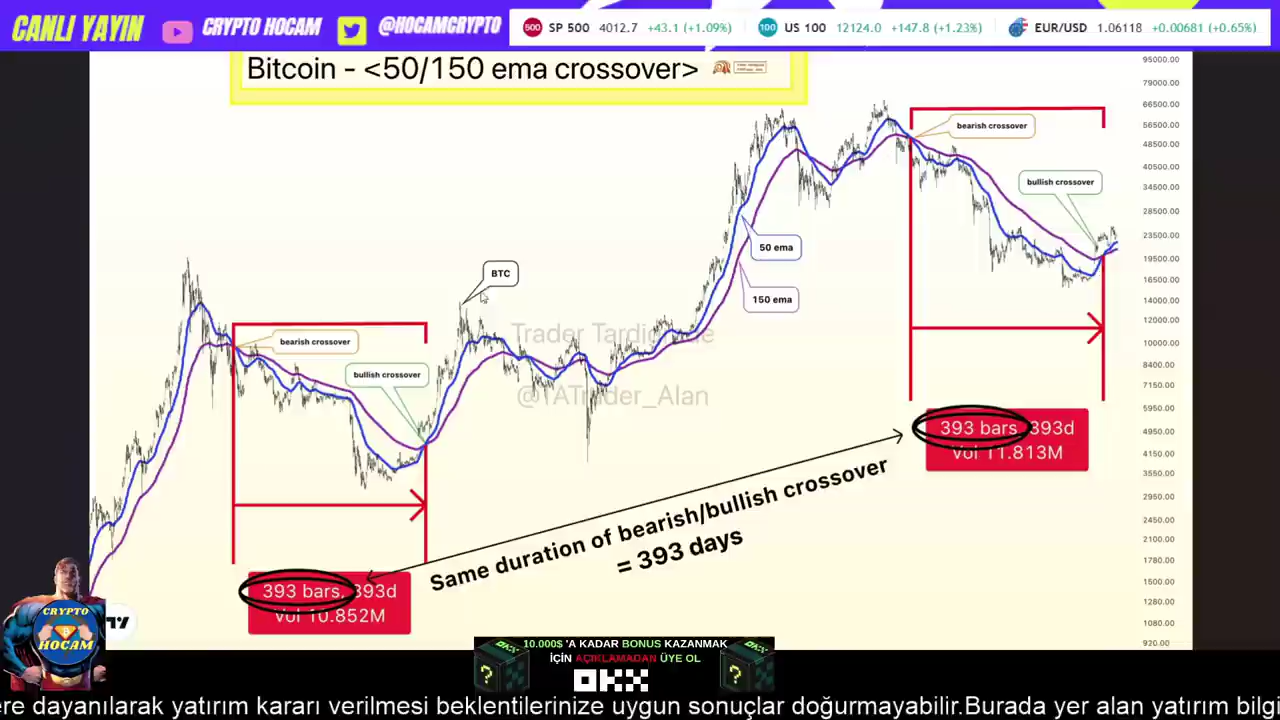 CANLI YAYIN
CRYPTO HOCAM
@HOCAMCRYPTO
500 SP 500 4012.7 +43.1 (+1.09%)
100 US 100 12124.0 +147.8 (+1.23%)
EUR/USD 1.06118 +0.00681 (+0.65%)
Bitcoin - <50/150 ema crossover>
95000.00
79000.00
66500.00
56500.00
48500.00
40500.00
34500.00
28500.00
23500.00
19500.00
16500.00
14000.00
12000.00
10000.00
8400.00
7150.00
5950.00
4950.00
4150.00
3550.00
2950.00
2450.00
2100.00
1780.00
1500.00
1280.00
1080.00
920.00
bearish crossover
bullish crossover
50 ema
150 ema
BTC
bearish crossover
bullish crossover
Trader Tardigrade
@TATrader_Alan
393 bars, 393d
Vol 11.813M
Same duration of bearish/bullish crossover
= 393 days
393 bars, 393d
Vol 10.852M
CRYPTO
HOCAM
10.000$ 'A KADAR BONUS KAZANMAK
İÇİN AÇIKLAMADAN ÜYE OL
OKX
ere dayanılarak yatırım kararı verilmesi beklentilerinize uygun sonuçlar doğurmayabilir.Burada yer alan yatırım bilgi